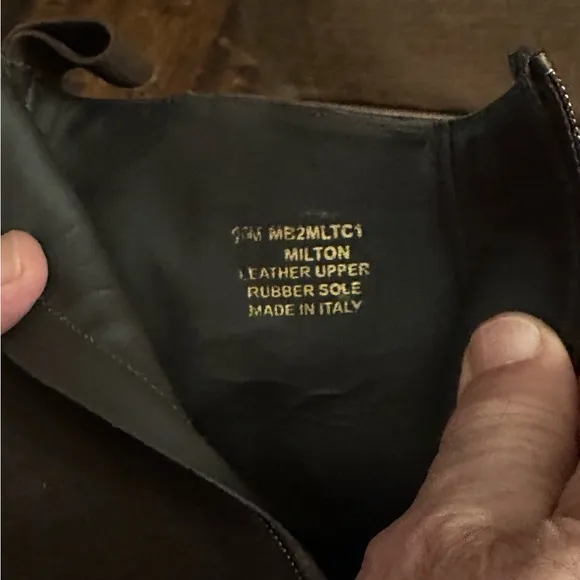 MB2MLTC1
MILTON
LEATHER UPPER
RUBBER SOLE
MADE IN ITALY